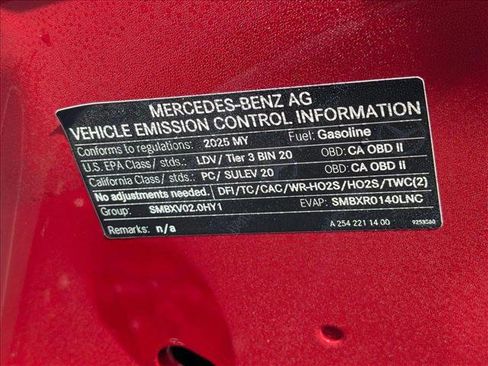 MERCEDES-BENZ AG
VEHICLE EMISSION CONTROL INFORMATION
Conforms to regulations: 2025 MY Fuel: Gasoline
U.S. EPA Class / stds.: LDV/ Tier 3 BIN 20 OBD: CA OBD II
California Class/ stds.: PC/ SULEV 20 OBD: CA OBD II
No adjustments needed. DFI/TC/CAC/WR-HO2S/HO2S/TWC(2)
Group: SMBXV02.0HY1 EVAP: SMBXR0140LNC
Remarks: n/a A 254 221 14 00